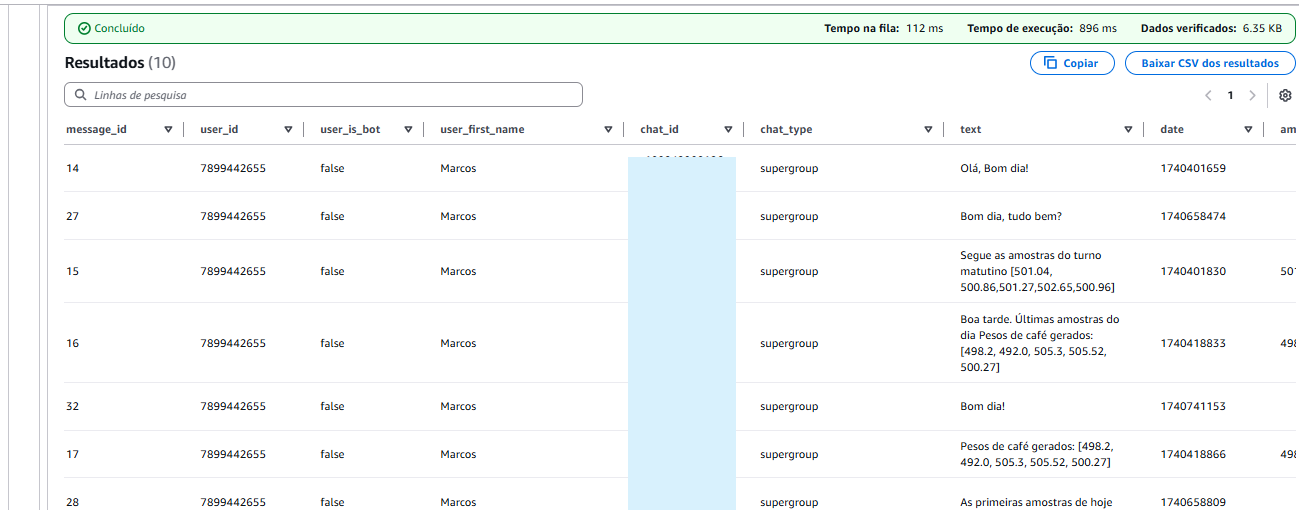 Concluído Tempo na fila: 112 ms Tempo de execução: 896 ms Dados verificados: 6.35 KB
Resultados (10) Copiar Baixar CSV dos resultados
Linhas de pesquisa 1
message_id user_id user_is_bot user_first_name chat_id chat_type text date am
14 7899442655 false Marcos supergroup Olá, Bom dia! 1740401659
27 7899442655 false Marcos supergroup Bom dia, tudo bem? 1740658474
Segue as amostras do turno
15 7899442655 false Marcos supergroup matutino [501.04, 1740401830 501
500.86,501.27,502.65,500.96]
Boa tarde. Últimas amostras do
dia Pesos de café gerados:
16 7899442655 false Marcos supergroup [498.2, 492.0, 505.3, 505.52, 1740418833 498
500.27]
32 7899442655 false Marcos supergroup Bom dia! 1740741153
Pesos de café gerados: [498.2,
17 7899442655 false Marcos supergroup 492.0, 505.3, 505.52, 500.27] 1740418866 498
28 7899442655 false Marcos supergroup As primeiras amostras de hoje 1740658809